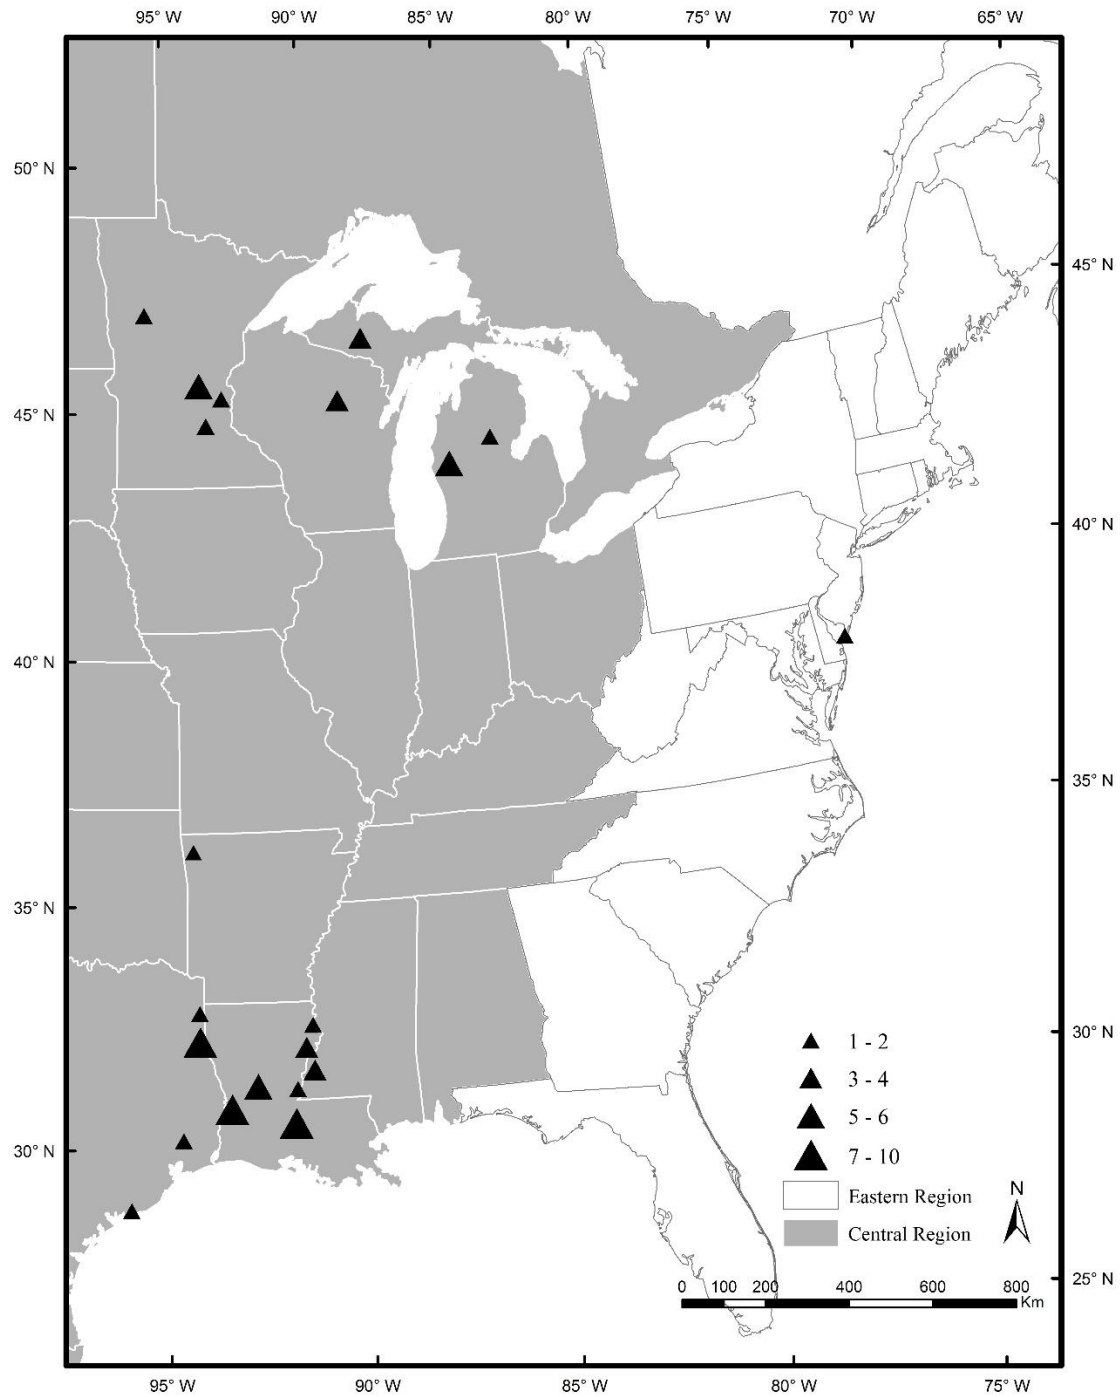 95° W 90° W 85° W 80° W 75° W 70° W 65° W
50° N
45° N
45° N
40° N
40° N
35° N
35° N
30° N
1 - 2
3 - 4
5 - 6
30° N
7 - 10
Eastern Region
N
Central Region
25° N
0 100 200 400 600 800
Km
95° W 90° W 85° W 80° W 75° W